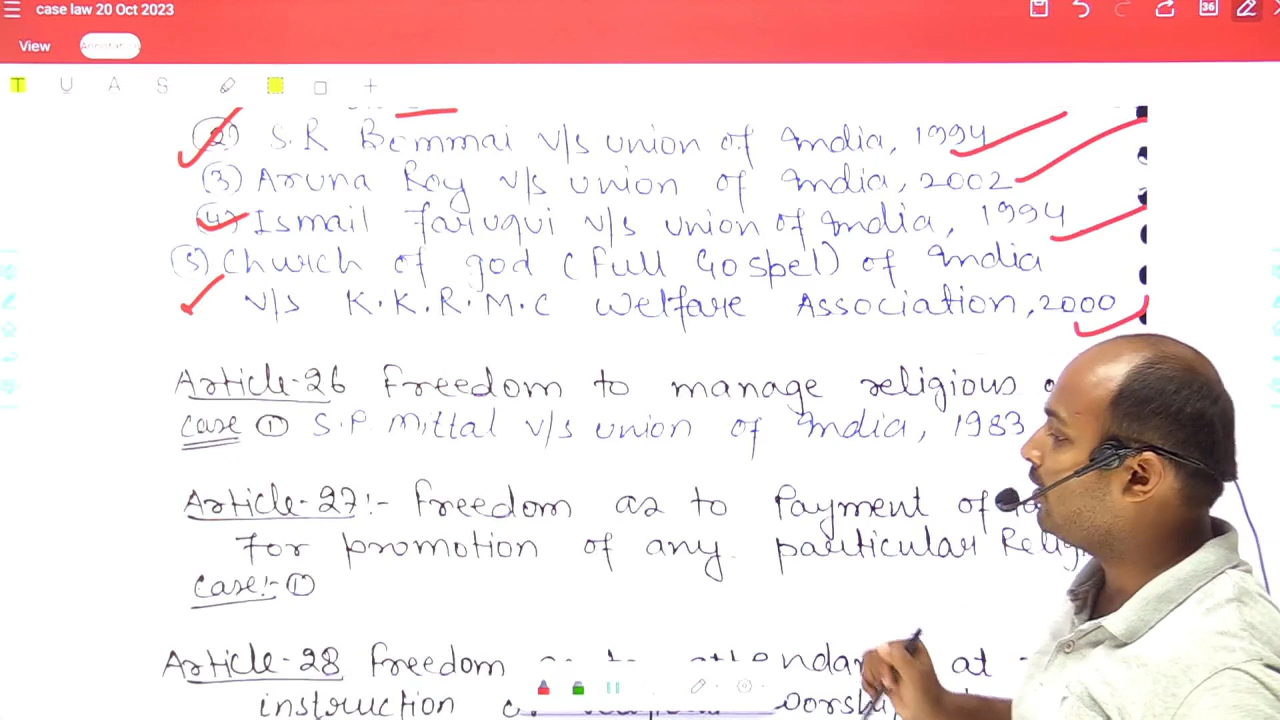 case law 20 Oct 2023
36
View
Annotation
T U A S
(2) S.R Bommai v/s union of India, 1994
(3) Aruna Roy v/s union of India, 2002
(4) Ismail faruqui v/s union of India, 1994
(5) Church of god (full Gospel) of India
v/s K.K.R.M.C Welfare Association, 2000
Article-26 freedom to manage religious
case ① S.P. Mittal v/s union of India, 1983
Article-27:- freedom as to Payment of
for promotion of any particular
case:- ①
Article-28 freedom at
instruction